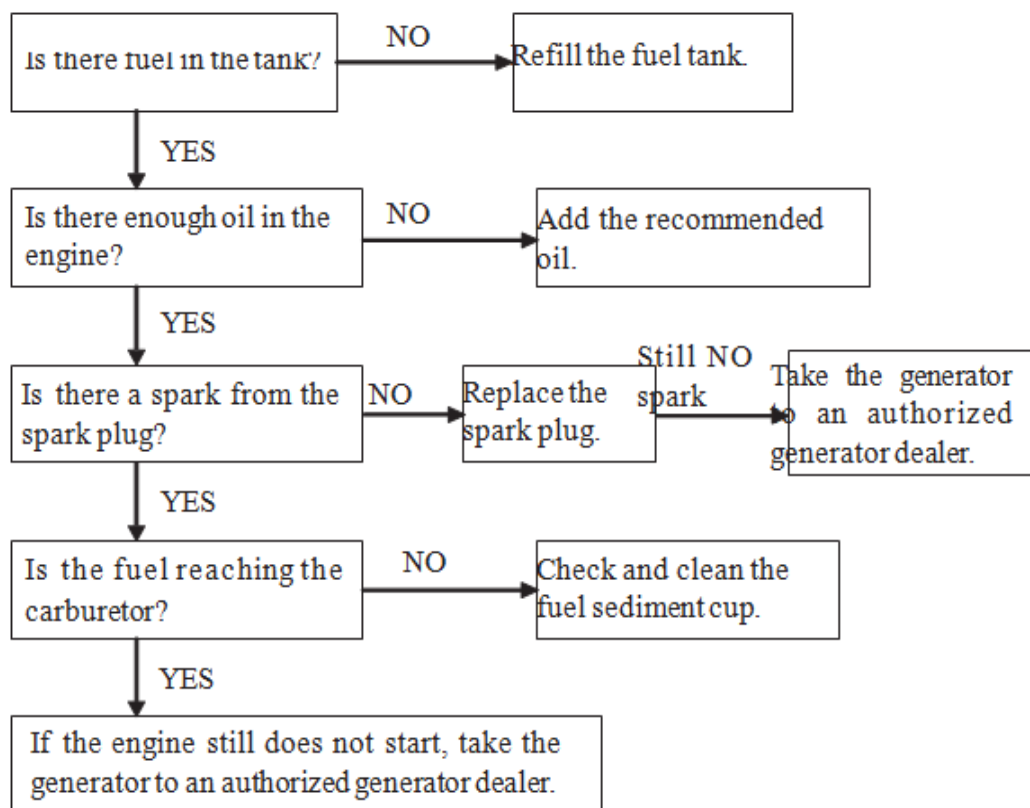 Is there fuel in the tank?
NO
Refill the fuel tank.
YES
Is there enough oil in the
engine?
NO
Add the recommended
oil.
YES
Is there a spark from the
spark plug?
NO
Replace the
spark plug.
Still NO
spark
Take the generator
to an authorized
generator dealer.
YES
Is the fuel reaching the
carburetor?
NO
Check and clean the
fuel sediment cup.
YES
If the engine still does not start, take the
generator to an authorized generator dealer.